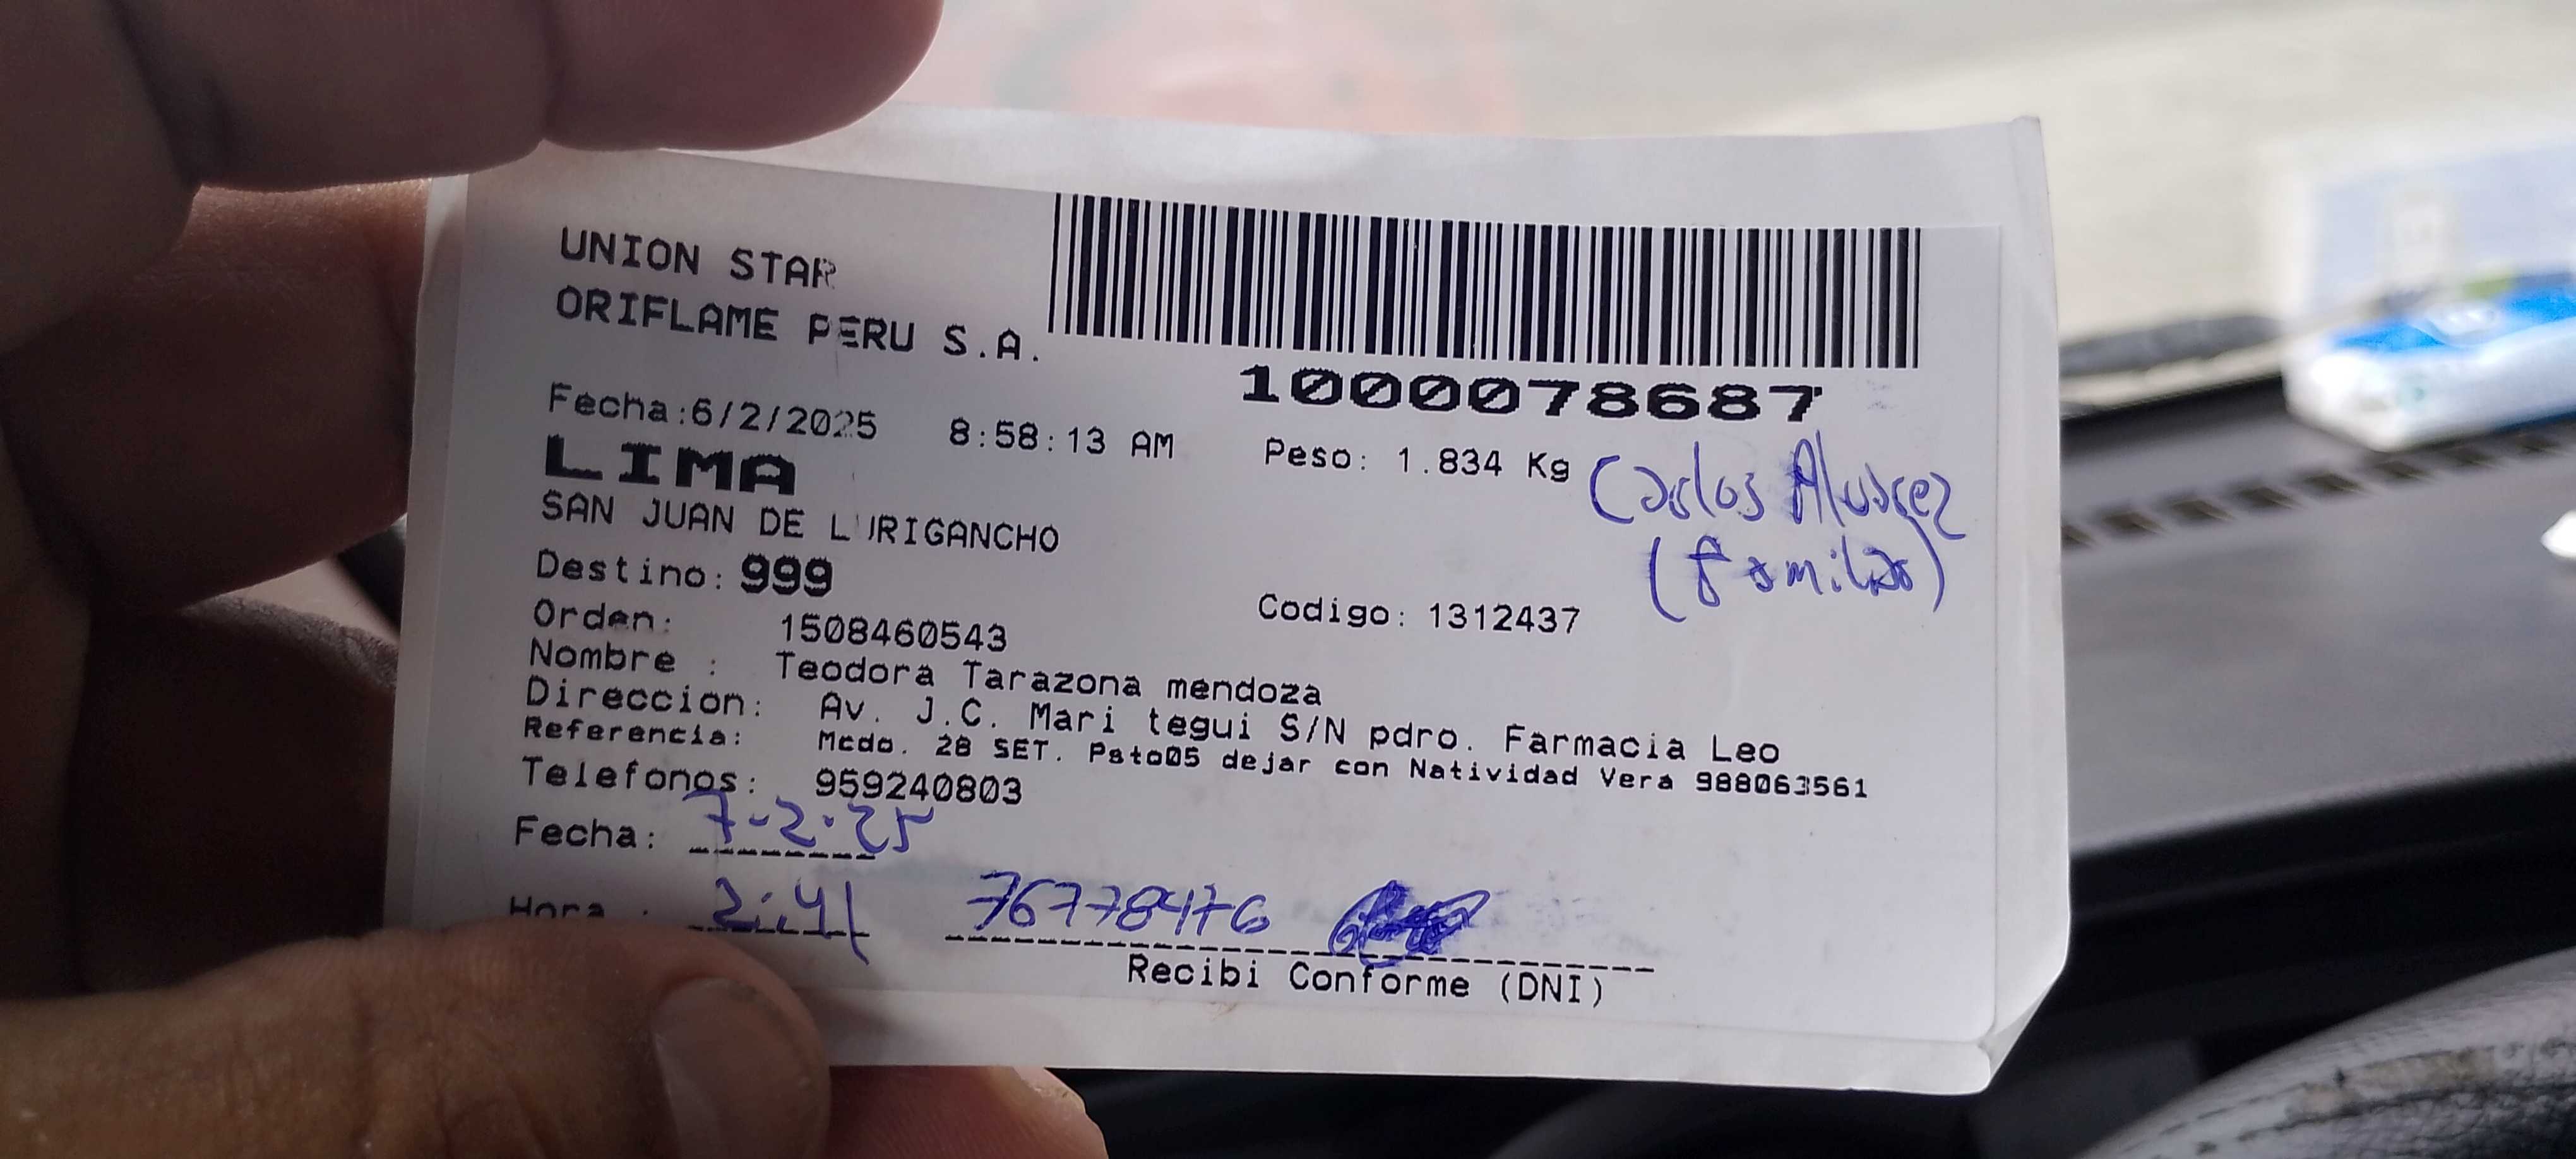 UNION STAR
ORIFLAME PERU S.A.
1000078687
Fecha:6/2/2025 8:58:13 AM Peso: 1.834 Kg
Carlos Alvarez
(familiar)
LIMA
SAN JUAN DE LURIGANCHO
Destino: 999
Orden: 1508460543 Codigo: 1312437
Nombre : Teodora Tarazona mendoza
Direccion: Av. J.C. Mari tegui S/N pdro. Farmacia Leo
Referencia: Mcdo. 28 SET. Psto05 dejar con Natividad Vera 988063561
Telefonos: 959240803
Fecha: 7-2-25
Hora : 2:41 76778476
Recibi Conforme (DNI)